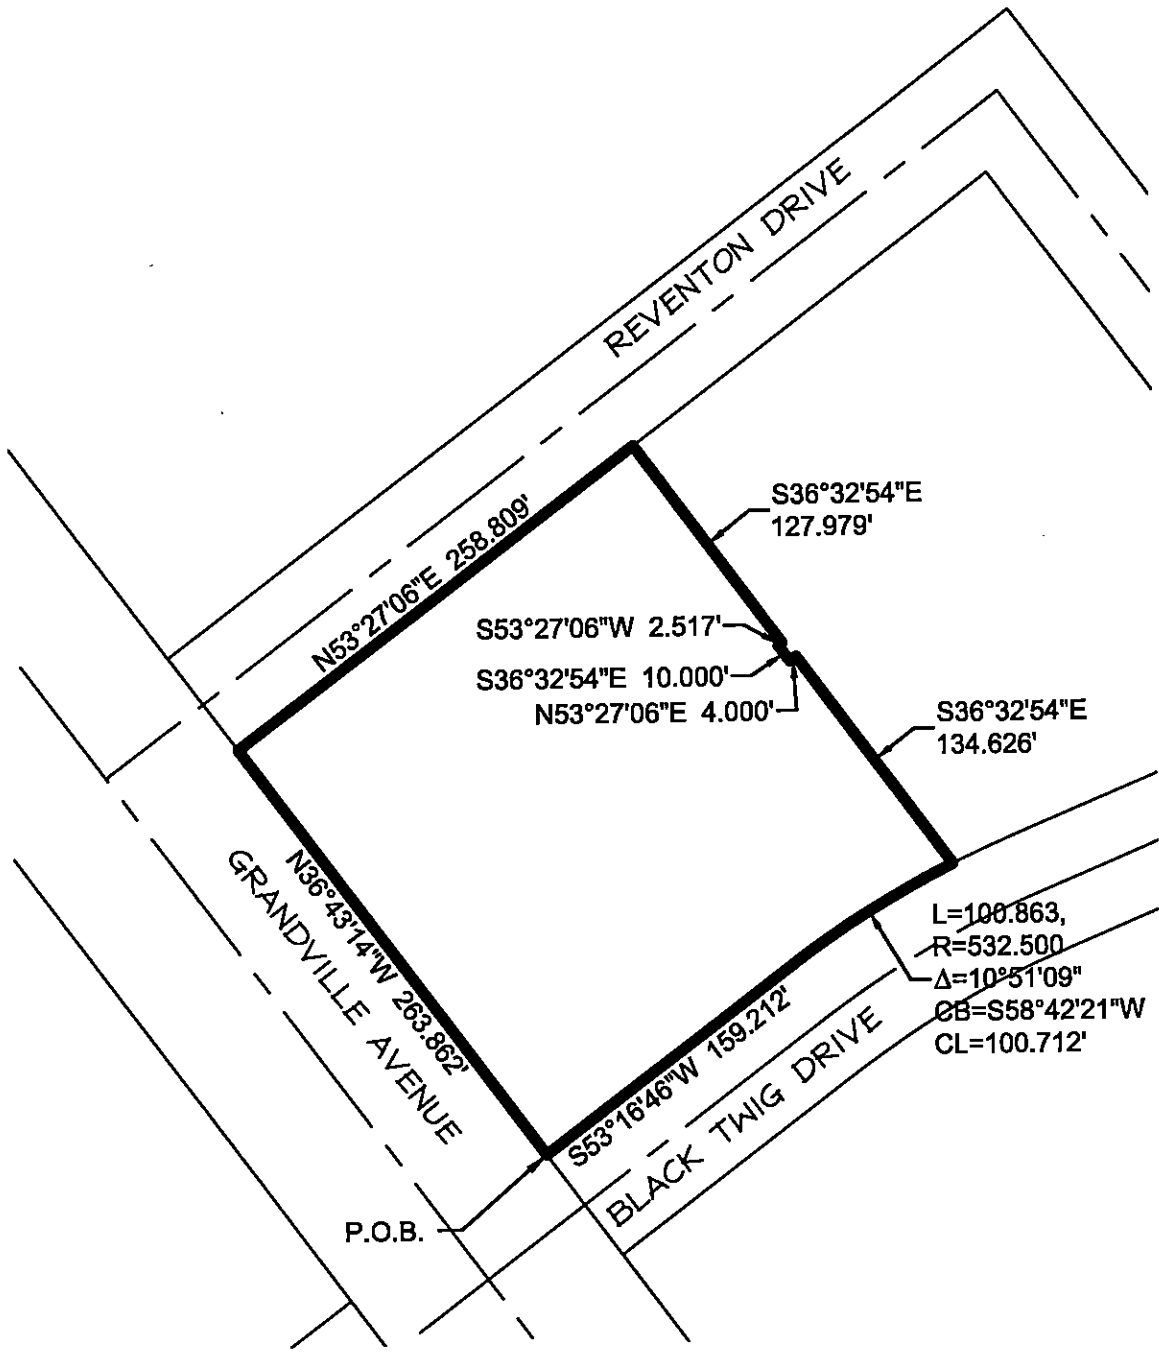 REVENTON DRIVE
N53°27'06"E 258.809'
S36°32'54"E
127.979'
S53°27'06"W 2.517'
S36°32'54"E 10.000'
N53°27'06"E 4.000'
S36°32'54"E
134.626'
N36°43'14"W 263.862'
GRANDVILLE AVENUE
L=100.863,
R=532.500
Δ=10°51'09"
CB=S58°42'21"W
CL=100.712'
S53°16'46"W 159.212'
BLACK TWIG DRIVE
P.O.B.